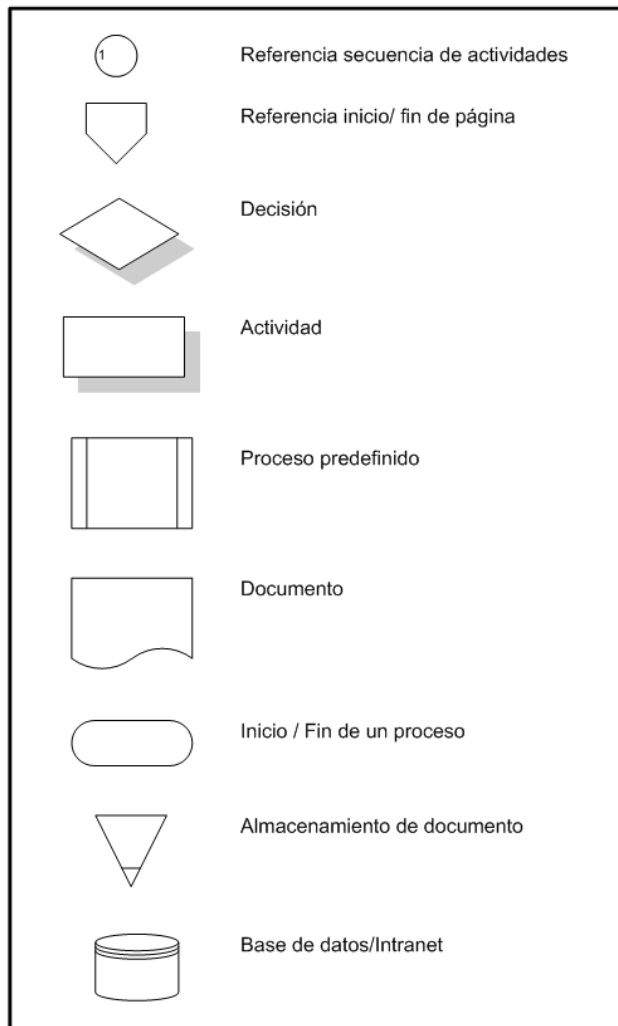 1
Referencia secuencia de actividades
Referencia inicio/ fin de página
Decisión
Actividad
Proceso predefinido
Documento
Inicio / Fin de un proceso
Almacenamiento de documento
Base de datos/Intranet